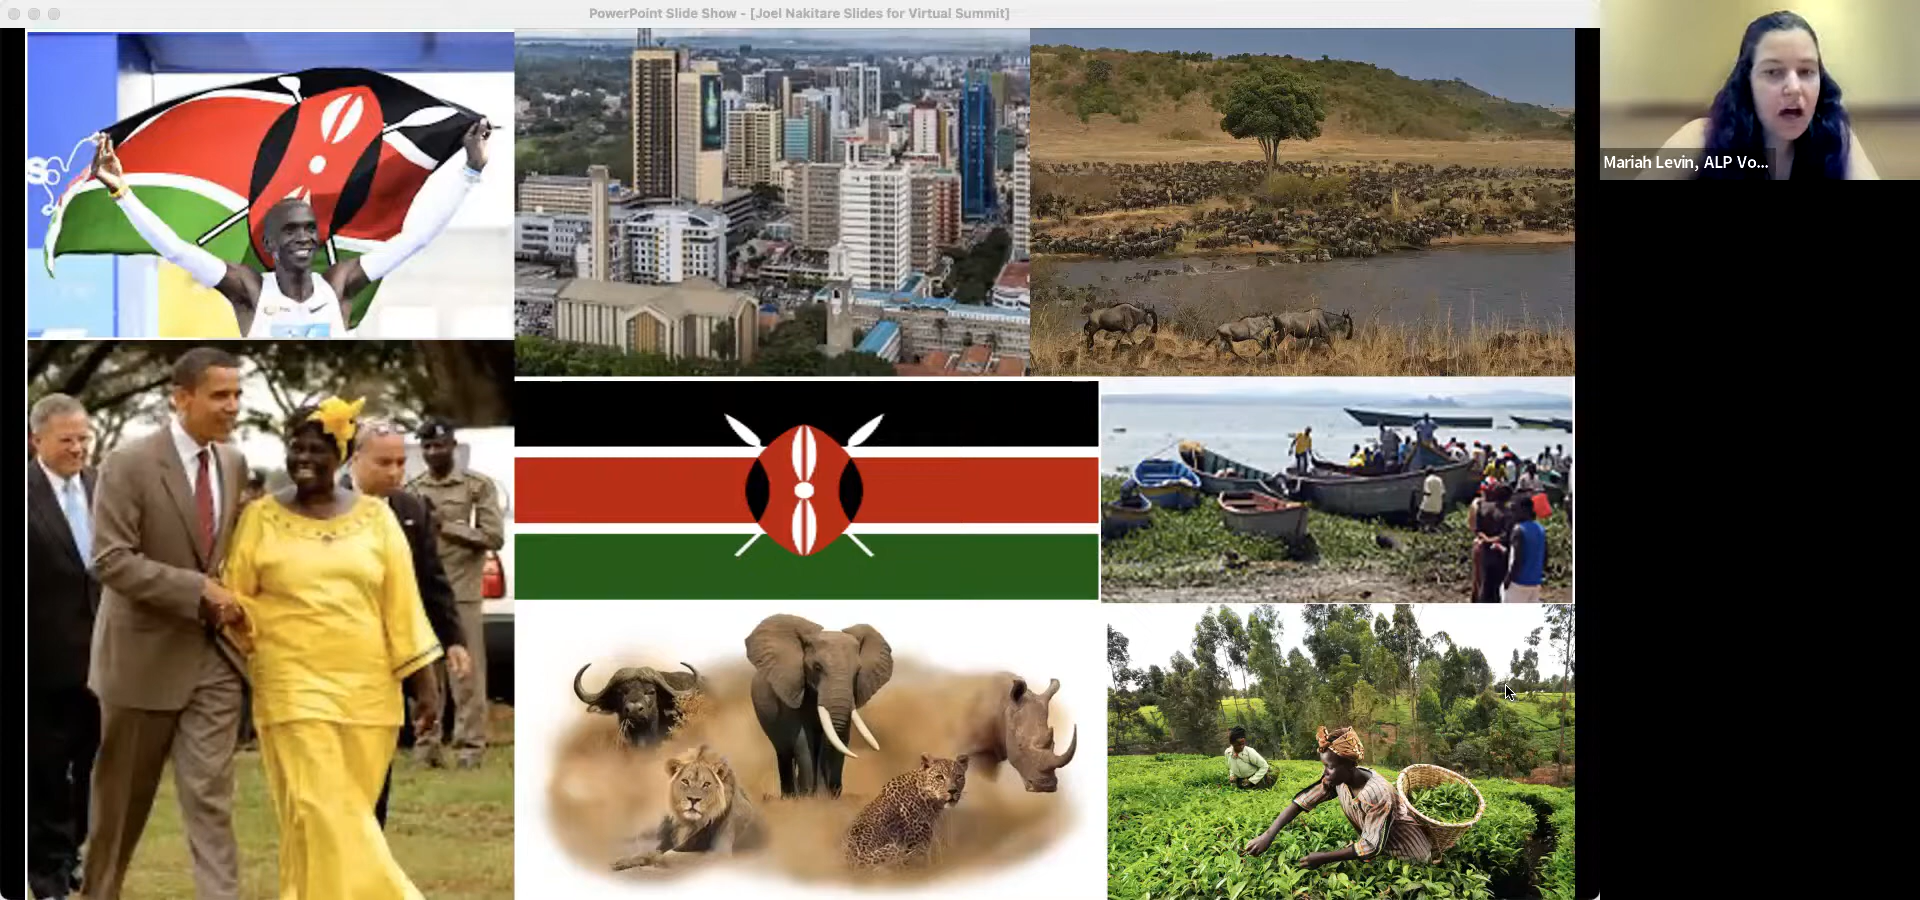 PowerPoint Slide Show - [Joel Nakitare Slides for Virtual Summit]
Mariah Levin, ALP Vo...